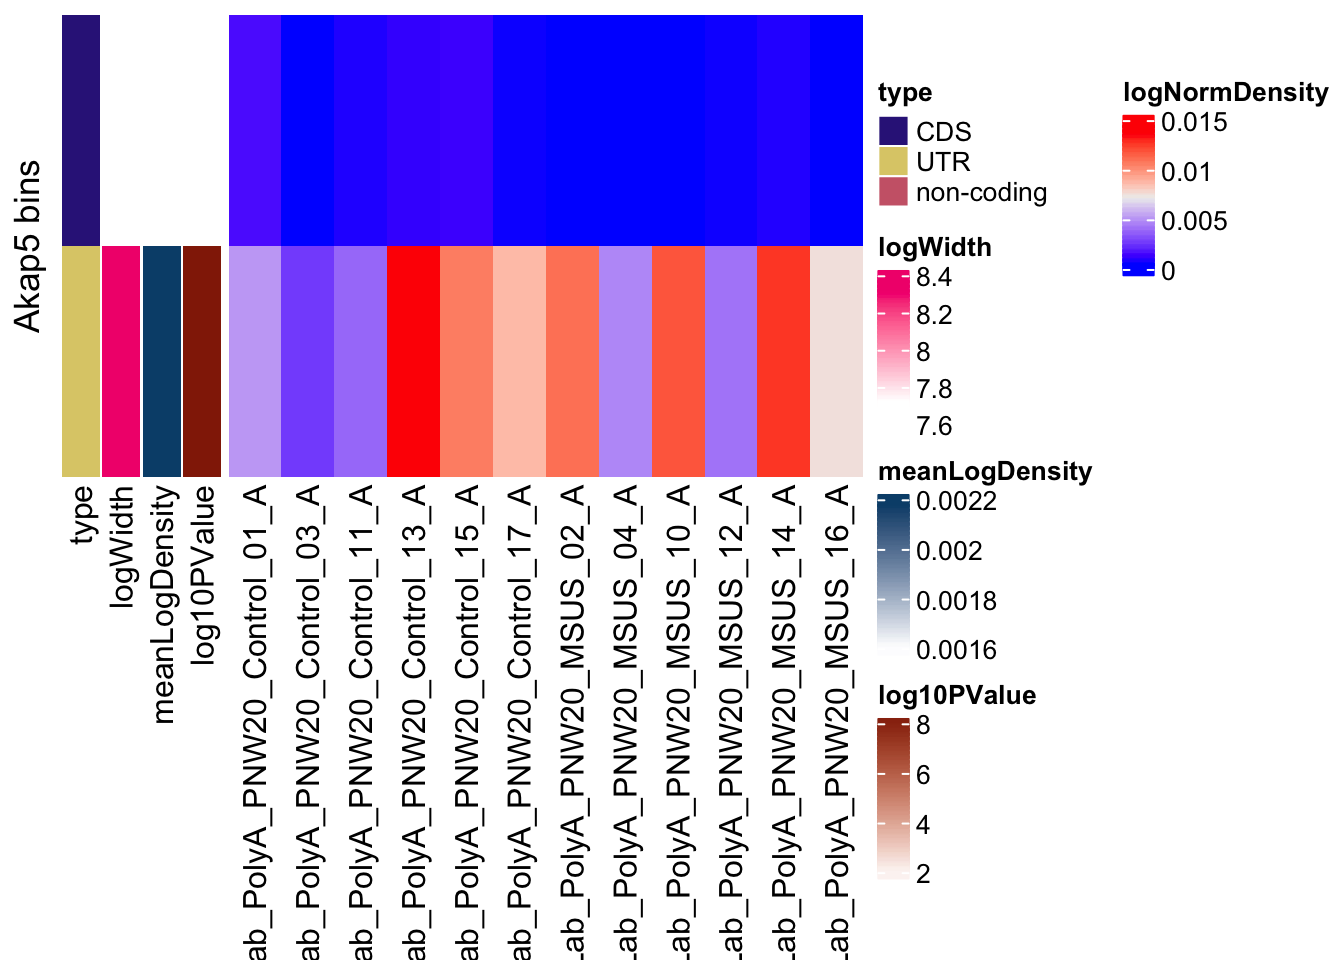 Akap5 bins
type
logWidth
meanLogDensity
log10PValue
ab_PolyA_PNW20_Control_01_A
ab_PolyA_PNW20_Control_03_A
ab_PolyA_PNW20_Control_11_A
ab_PolyA_PNW20_Control_13_A
ab_PolyA_PNW20_Control_15_A
ab_PolyA_PNW20_Control_17_A
ab_PolyA_PNW20_MSUS_02_A
ab_PolyA_PNW20_MSUS_04_A
ab_PolyA_PNW20_MSUS_10_A
ab_PolyA_PNW20_MSUS_12_A
ab_PolyA_PNW20_MSUS_14_A
ab_PolyA_PNW20_MSUS_16_A
type
CDS
UTR
non-coding
logWidth
8.4
8.2
8
7.8
7.6
meanLogDensity
0.0022
0.002
0.0018
0.0016
log10PValue
8
6
4
2
logNormDensity
0.015
0.01
0.005
0